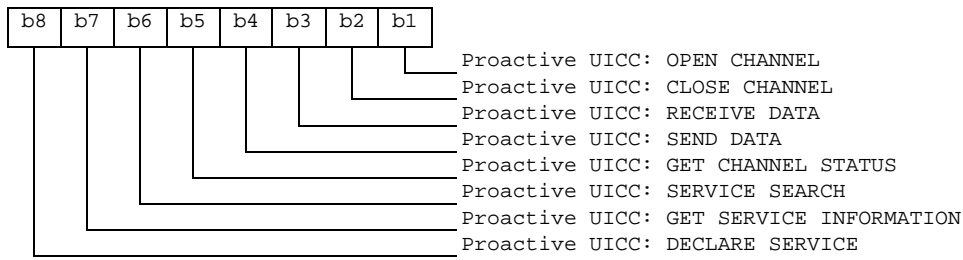 b8 b7 b6 b5 b4 b3 b2 b1
Proactive UICC: OPEN CHANNEL
Proactive UICC: CLOSE CHANNEL
Proactive UICC: RECEIVE DATA
Proactive UICC: SEND DATA
Proactive UICC: GET CHANNEL STATUS
Proactive UICC: SERVICE SEARCH
Proactive UICC: GET SERVICE INFORMATION
Proactive UICC: DECLARE SERVICE